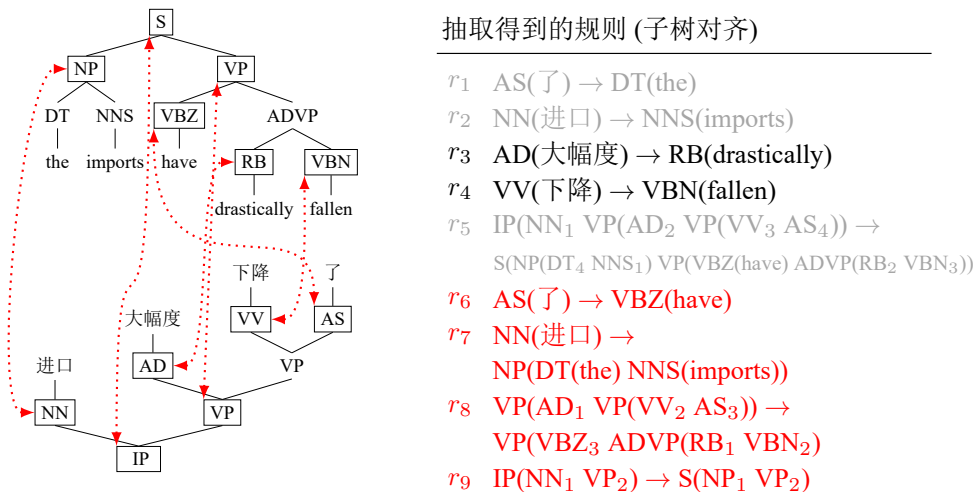 S
NP VP
DT NNS VBZ ADVP
the imports have RB VBN
drastically fallen
下降 了
大幅度 VV AS
进口 AD VP
NN VP
IP
抽取得到的规则 (子树对齐)
r1 AS(了) → DT(the)
r2 NN(进口) → NNS(imports)
r3 AD(大幅度) → RB(drastically)
r4 VV(下降) → VBN(fallen)
r5 IP(NN1 VP(AD2 VP(VV3 AS4)) →
S(NP(DT4 NNS1) VP(VBZ(have) ADVP(RB2 VBN3))
r6 AS(了) → VBZ(have)
r7 NN(进口) →
NP(DT(the) NNS(imports))
r8 VP(AD1 VP(VV2 AS3)) →
VP(VBZ3 ADVP(RB1 VBN2)
r9 IP(NN1 VP2) → S(NP1 VP2)